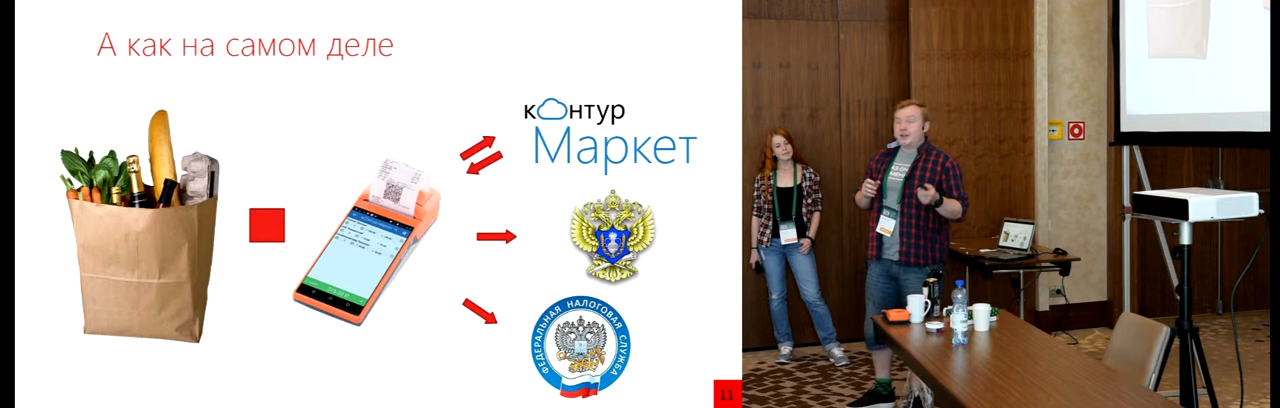 А как на самом деле
контур
Маркет
ФЕДЕРАЛЬНАЯ НАЛОГОВАЯ СЛУЖБА
11